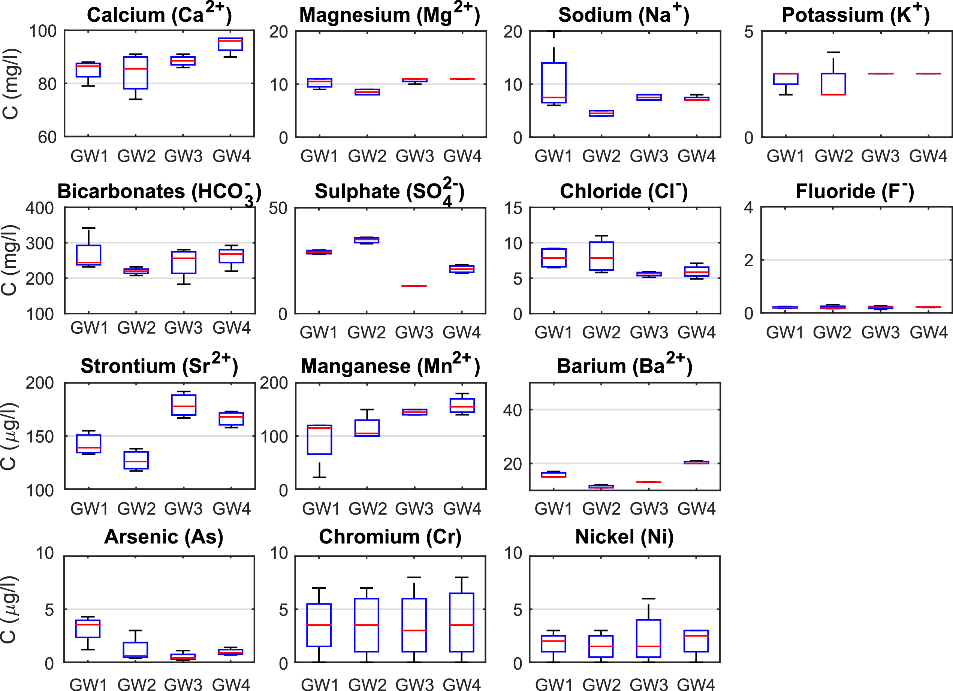 Calcium (Ca²⁺) Magnesium (Mg²⁺) Sodium (Na⁺) Potassium (K⁺)
C (mg/l)
100
80
60
GW1 GW2 GW3 GW4
20
10
0
GW1 GW2 GW3 GW4
20
10
0
GW1 GW2 GW3 GW4
5
0
GW1 GW2 GW3 GW4
Bicarbonates (HCO₃⁻) Sulphate (SO₄²⁻) Chloride (Cl⁻) Fluoride (F⁻)
C (mg/l)
400
300
200
100
GW1 GW2 GW3 GW4
50
0
GW1 GW2 GW3 GW4
15
10
5
0
GW1 GW2 GW3 GW4
4
2
0
GW1 GW2 GW3 GW4
Strontium (Sr²⁺) Manganese (Mn²⁺) Barium (Ba²⁺)
C (μg/l)
200
150
100
GW1 GW2 GW3 GW4
200
100
0
GW1 GW2 GW3 GW4
40
20
GW1 GW2 GW3 GW4
Arsenic (As) Chromium (Cr) Nickel (Ni)
C (μg/l)
10
5
0
GW1 GW2 GW3 GW4
10
5
0
GW1 GW2 GW3 GW4
10
5
0
GW1 GW2 GW3 GW4